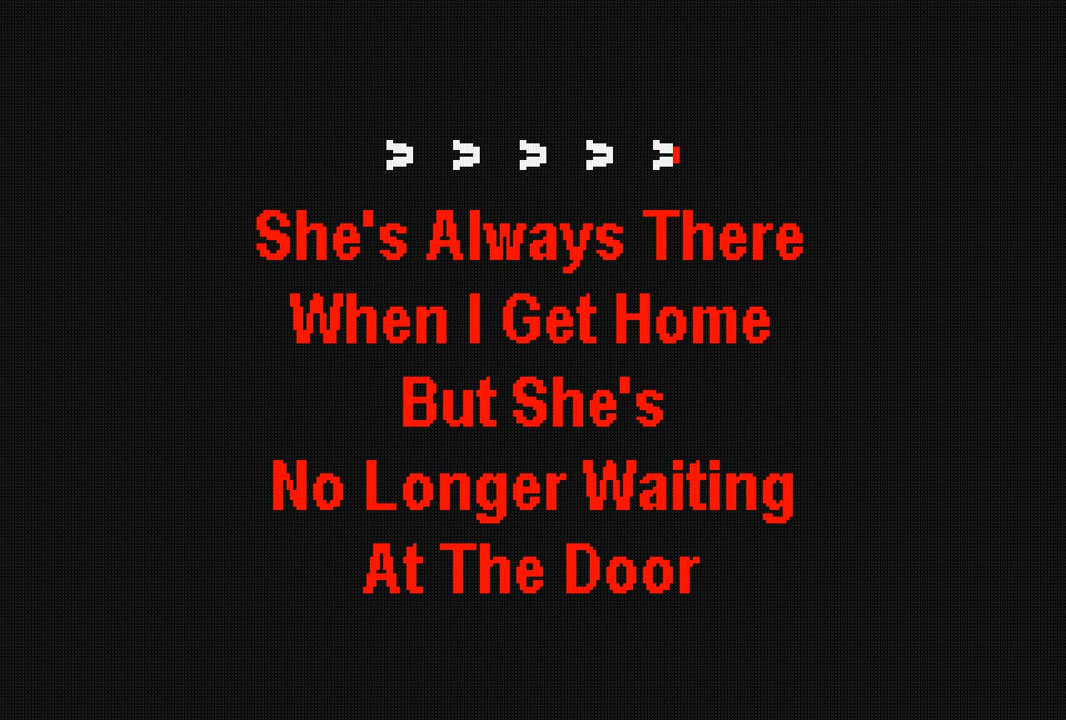 > > > > >
She's Always There
When I Get Home
But She's
No Longer Waiting
At The Door